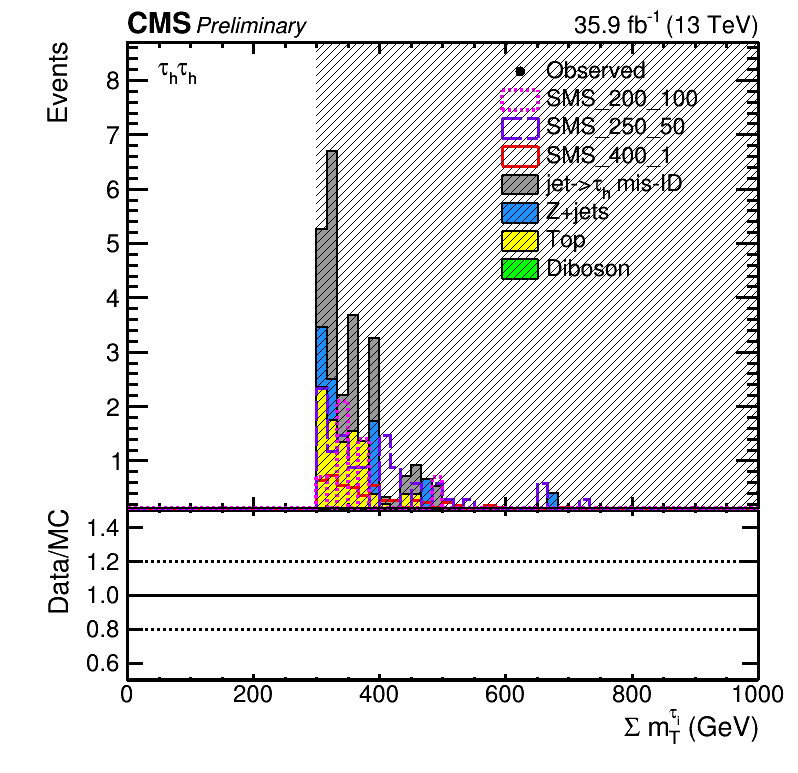 CMS Preliminary 35.9 fb⁻¹ (13 TeV)
Events
8
7
6
5
4
3
2
1
τhτh
Observed
SMS_200_100
SMS_250_50
SMS_400_1
jet->τh mis-ID
Z+jets
Top
Diboson
Data/MC
1.4
1.2
1.0
0.8
0.6
0 200 400 600 800 1000
Σ m_T^{τ_i} (GeV)